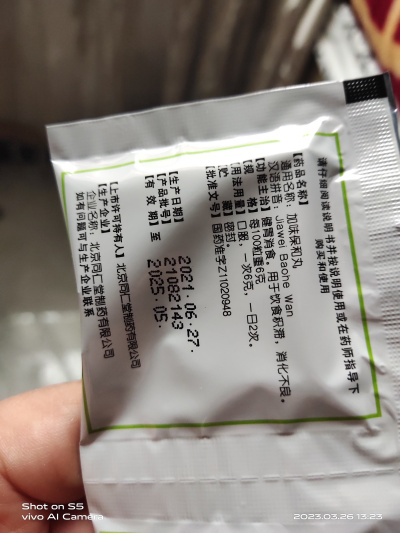 请仔细阅读说明书并按说明使用或在药师指导下
购买和使用
【药品名称】
通用名称：加味保和丸
汉语拼音：Jiawei Baohe Wan
【功能主治】健胃消食。用于饮食积滞，消化不良。
【规 格】每100粒重6克
【用法用量】口服。一次6克，一日2次。
【贮 藏】密封。
【批准文号】国药准字Z11020948
【生产日期】2021.06.27.
【产品批号】21082143
【有 效 期】至 2025.05.
【上市许可持有人】北京同仁堂制药有限公司
【生产企业】
企业名称：北京同仁堂制药有限公司
如有问题可与生产企业联系
Shot on S5
vivo AI Camera
2023.03.26 13:23